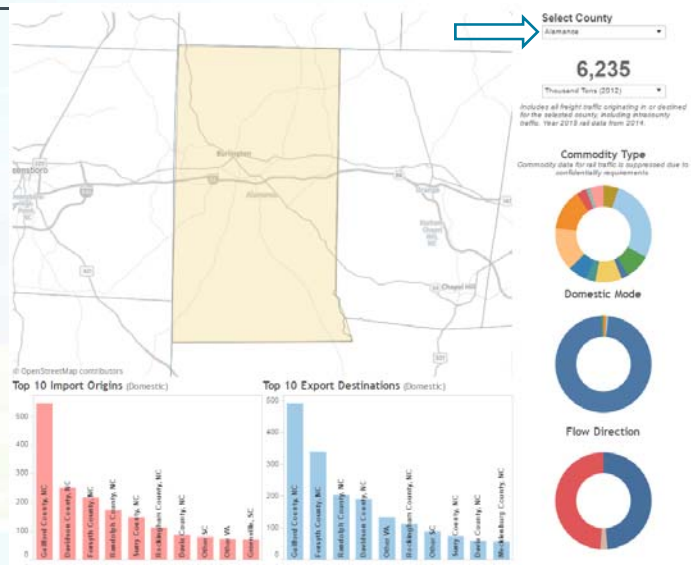 Select County
Alamance
6,235
Thousand Tons (2012)
Includes all freight traffic originating in or destined
for the selected county, including intracounty
traffic. Year 2015 rail data from 2014.
Commodity Type
Commodity data for rail traffic is suppressed due to
confidentiality requirements
Domestic Mode
Flow Direction
Burlington
Alamance
Chapel Hill
© OpenStreetMap contributors
Top 10 Import Origins (Domestic)
500
400
300
200
100
0
Guilford County, NC
Davidson County, NC
Forsyth County, NC
Randolph County, NC
Surry County, NC
Rockingham County, NC
Davie County, NC
Other SC
Other VA
Greenville, SC
Top 10 Export Destinations (Domestic)
500
400
300
200
100
0
Guilford County, NC
Forsyth County, NC
Randolph County, NC
Davidson County, NC
Other VA
Rockingham County, NC
Other SC
Surry County, NC
Davie County, NC
Mecklenburg County, NC